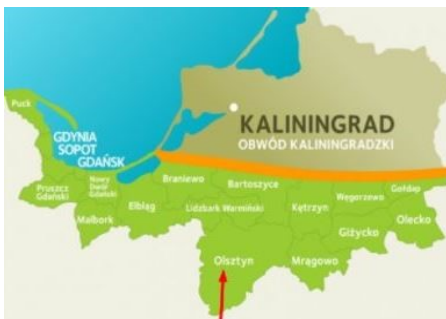 Puck
GDYNIA
SOPOT
GDAŃSK
KALININGRAD
OBWÓD KALININGRADZKI
Pruszcz
Gdański
Nowy
Dwór
Gdański
Malbork
Elbląg
Braniewo
Lidzbark Warmiński
Bartoszyce
Kętrzyn
Węgorzewo
Gołdap
Olecko
Giżycko
Mrągowo
Olsztyn